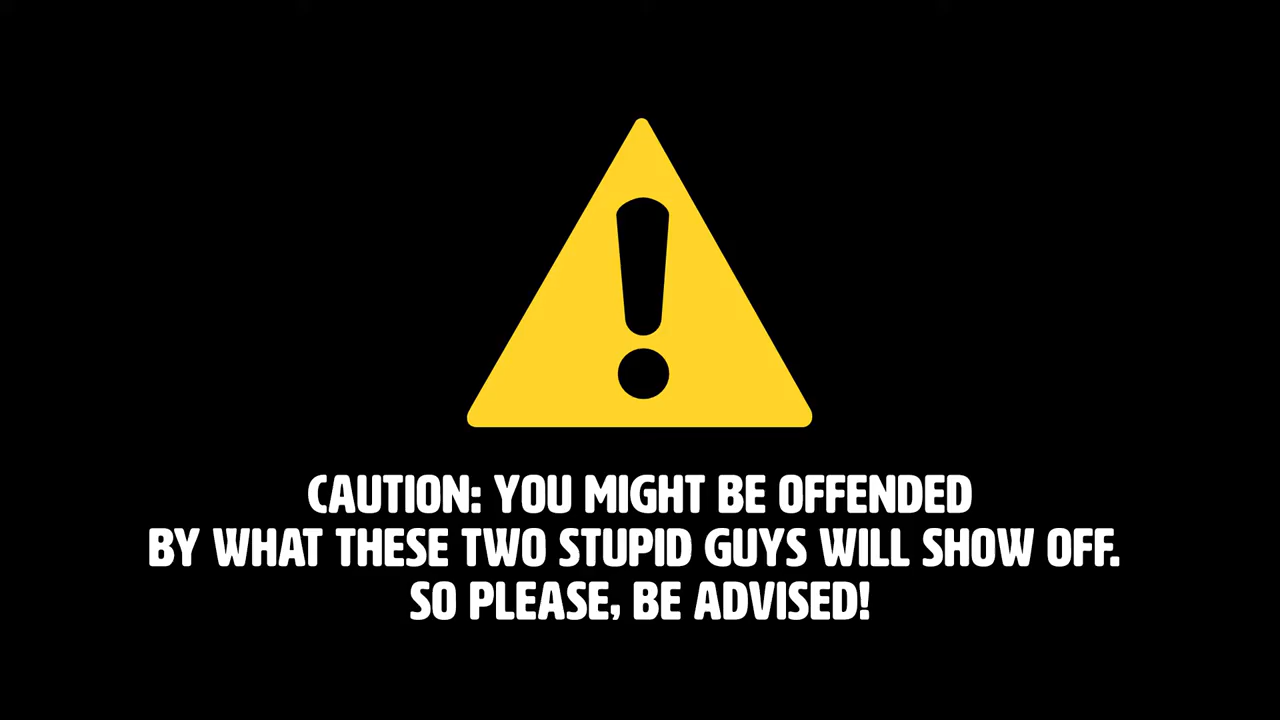 CAUTION: YOU MIGHT BE OFFENDED
BY WHAT THESE TWO STUPID GUYS WILL SHOW OFF.
SO PLEASE, BE ADVISED!